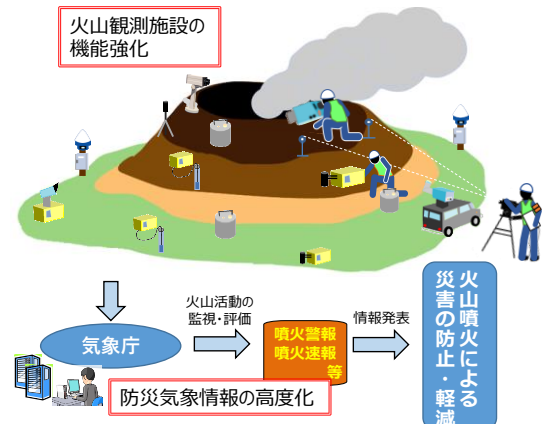 火山観測施設の
機能強化
火山活動の
監視・評価
情報発表
気象庁
噴火警報
噴火速報
等
火山噴火による
災害の防止・軽減
防災気象情報の高度化